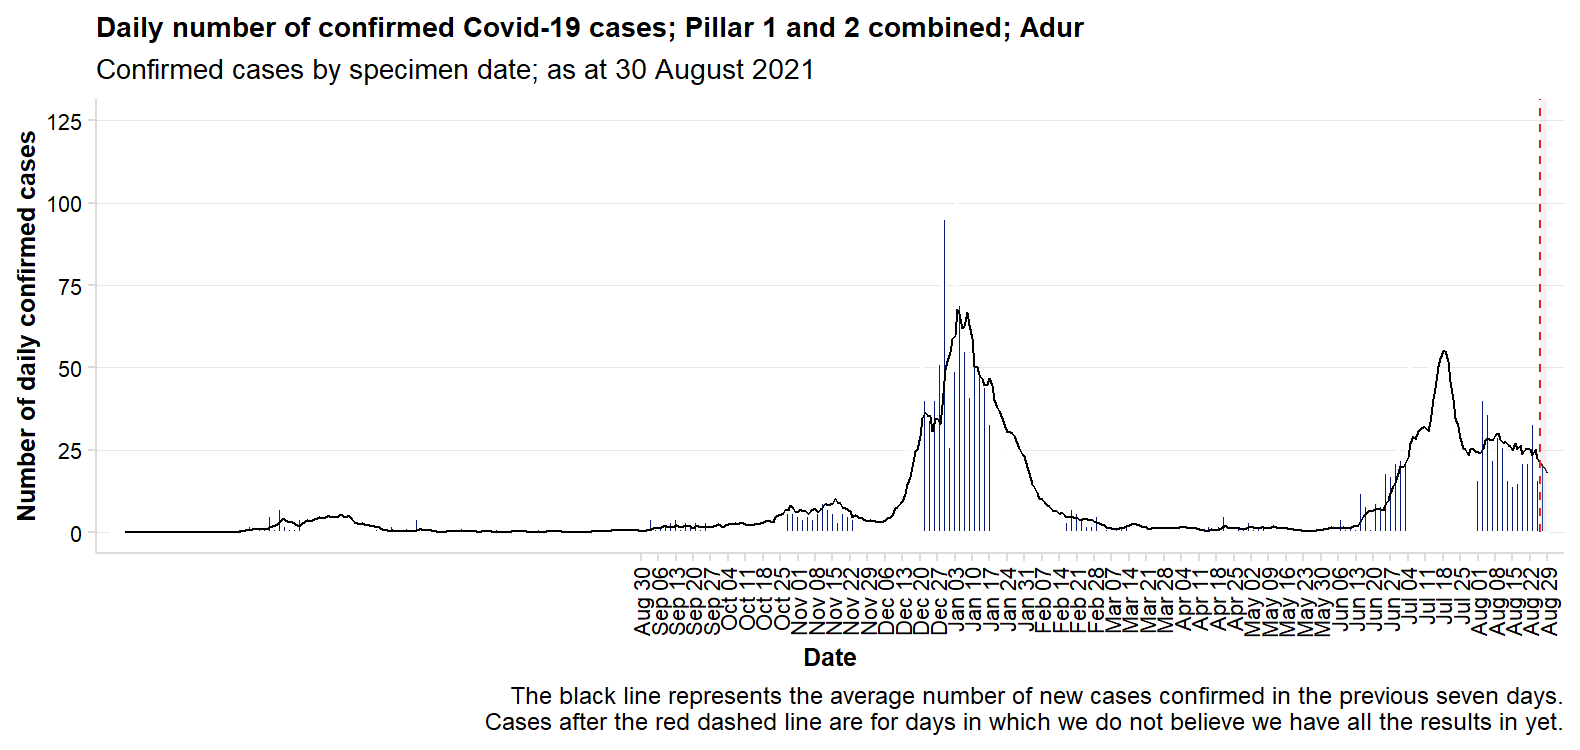 Daily number of confirmed Covid-19 cases; Pillar 1 and 2 combined; Adur
Confirmed cases by specimen date; as at 30 August 2021
Number of daily confirmed cases
125
100
75
50
25
0
Aug 30
Sep 06
Sep 13
Sep 20
Sep 27
Oct 04
Oct 11
Oct 18
Oct 25
Nov 01
Nov 08
Nov 15
Nov 22
Nov 29
Dec 06
Dec 13
Dec 20
Dec 27
Jan 03
Jan 10
Jan 17
Jan 24
Jan 31
Feb 07
Feb 14
Feb 21
Feb 28
Mar 07
Mar 14
Mar 21
Mar 28
Apr 04
Apr 11
Apr 18
Apr 25
May 02
May 09
May 16
May 23
May 30
Jun 06
Jun 13
Jun 20
Jun 27
Jul 04
Jul 11
Jul 18
Jul 25
Aug 01
Aug 08
Aug 15
Aug 22
Aug 29
Date
The black line represents the average number of new cases confirmed in the previous seven days.
Cases after the red dashed line are for days in which we do not believe we have all the results in yet.